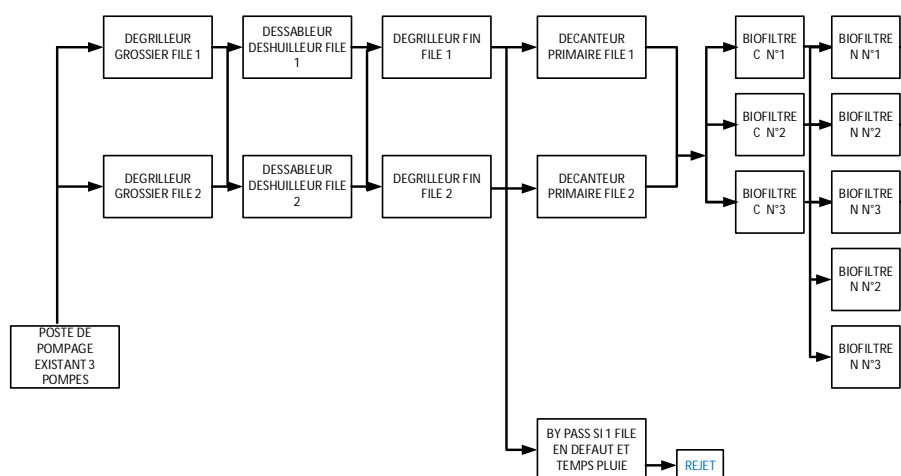 DEGRILLEUR
GROSSIER FILE 1
DESSABLEUR
DESHUILLEUR FILE
1
DEGRILLEUR FIN
FILE 1
DECANTEUR
PRIMAIRE FILE 1
BIOFILTRE
C N°1
BIOFILTRE
N N°1
BIOFILTRE
C N°2
BIOFILTRE
N N°2
DEGRILLEUR
GROSSIER FILE 2
DESSABLEUR
DESHUILLEUR FILE
2
DEGRILLEUR FIN
FILE 2
DECANTEUR
PRIMAIRE FILE 2
BIOFILTRE
C N°3
BIOFILTRE
N N°3
BIOFILTRE
N N°2
POSTE DE
POMPAGE
EXISTANT 3
POMPES
BIOFILTRE
N N°3
BY PASS SI 1 FILE
EN DEFAUT ET
TEMPS PLUIE
REJET